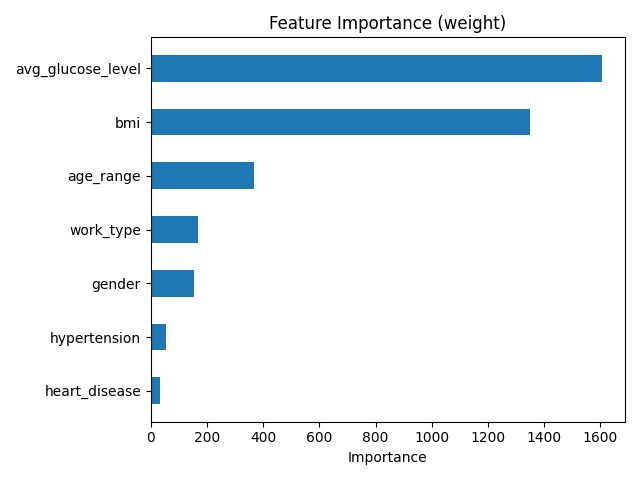 Feature Importance (weight)
avg_glucose_level
bmi
age_range
work_type
gender
hypertension
heart_disease
0 200 400 600 800 1000 1200 1400 1600
Importance